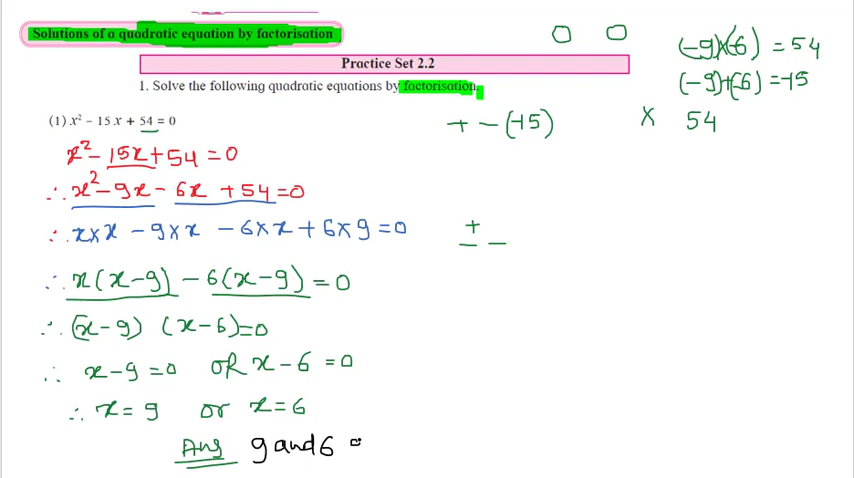 Solutions of a quadratic equation by factorisation
Practice Set 2.2
1. Solve the following quadratic equations by factorisation.
(-9)×(-6) = 54
(-9)+(-6) = -15
(1) x² – 15 x + 54 = 0
+ - (-15) × 54
x² - 15x + 54 = 0
∴ x² - 9x - 6x + 54 = 0
∴ x×x - 9×x - 6×x + 6×9 = 0
+
- -
∴ x(x-9) - 6(x-9) = 0
∴ (x-9) (x-6) = 0
∴ x-9=0 OR x-6=0
∴ x=9 or x=6
Ans 9 and 6